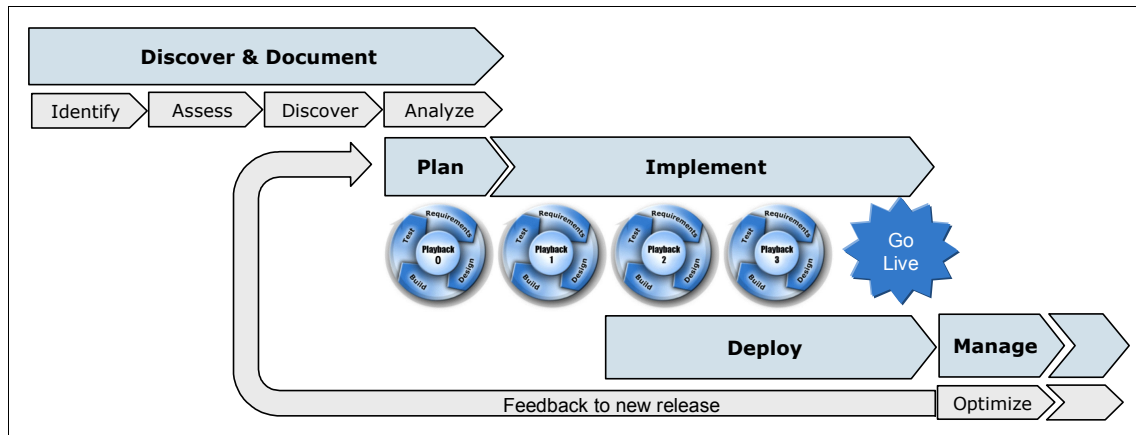 Discover & Document
Identify
Assess
Discover
Analyze
Plan
Implement
Requirements
Design
Build
Test
Playback
0
Requirements
Design
Build
Test
Playback
1
Requirements
Design
Build
Test
Playback
2
Requirements
Design
Build
Test
Playback
3
Go
Live
Deploy
Manage
Feedback to new release
Optimize